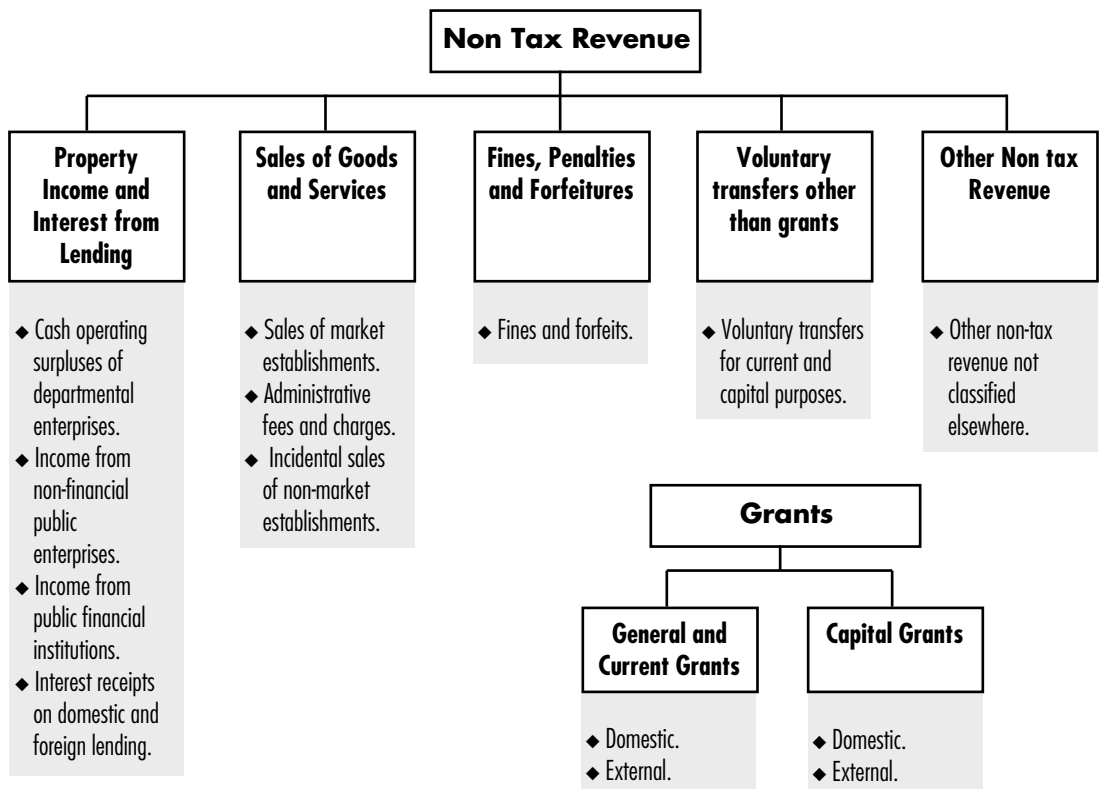 Non Tax Revenue
Property
Income and
Interest from
Lending
◆ Cash operating
surpluses of
departmental
enterprises.
◆ Income from
non-financial
public
enterprises.
◆ Income from
public financial
institutions.
◆ Interest receipts
on domestic and
foreign lending.
Sales of Goods
and Services
◆ Sales of market
establishments.
◆ Administrative
fees and charges.
◆ Incidental sales
of non-market
establishments.
Fines, Penalties
and Forfeitures
◆ Fines and forfeits.
Voluntary
transfers other
than grants
◆ Voluntary transfers
for current and
capital purposes.
Other Non tax
Revenue
◆ Other non-tax
revenue not
classified
elsewhere.
Grants
General and
Current Grants
◆ Domestic.
◆ External.
Capital Grants
◆ Domestic.
◆ External.